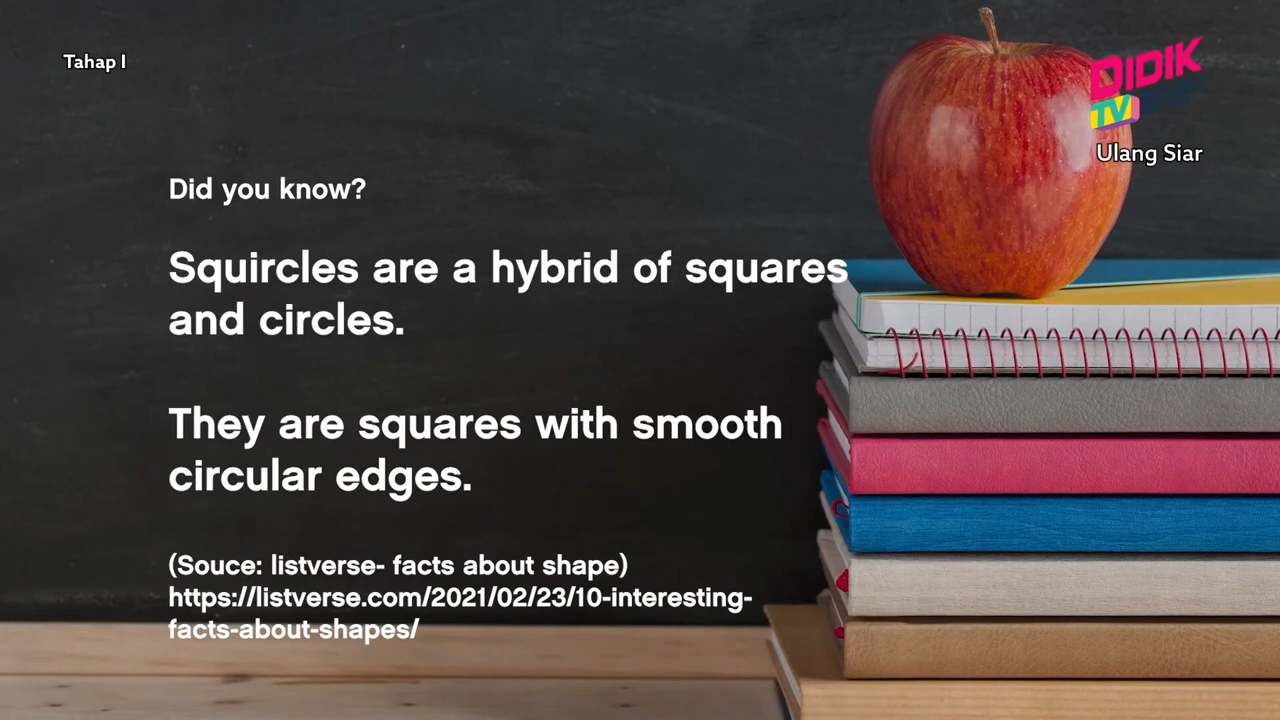 Tahap I
DIDIK
TV
Ulang Siar
Did you know?
Squircles are a hybrid of squares
and circles.
They are squares with smooth
circular edges.
(Souce: listverse- facts about shape)
https://listverse.com/2021/02/23/10-interesting-
facts-about-shapes/